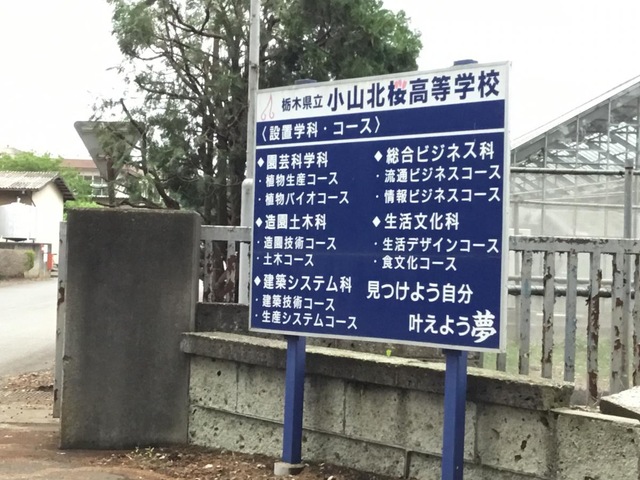 栃木県立 小山北桜高等学校
〈設置学科・コース〉
◆園芸科学科
・植物生産コース
・植物バイオコース
◆造園土木科
・造園技術コース
・土木コース
◆建築システム科
・建築技術コース
・生産システムコース
◆総合ビジネス科
・流通ビジネスコース
・情報ビジネスコース
◆生活文化科
・生活デザインコース
・食文化コース
見つけよう自分
叶えよう夢